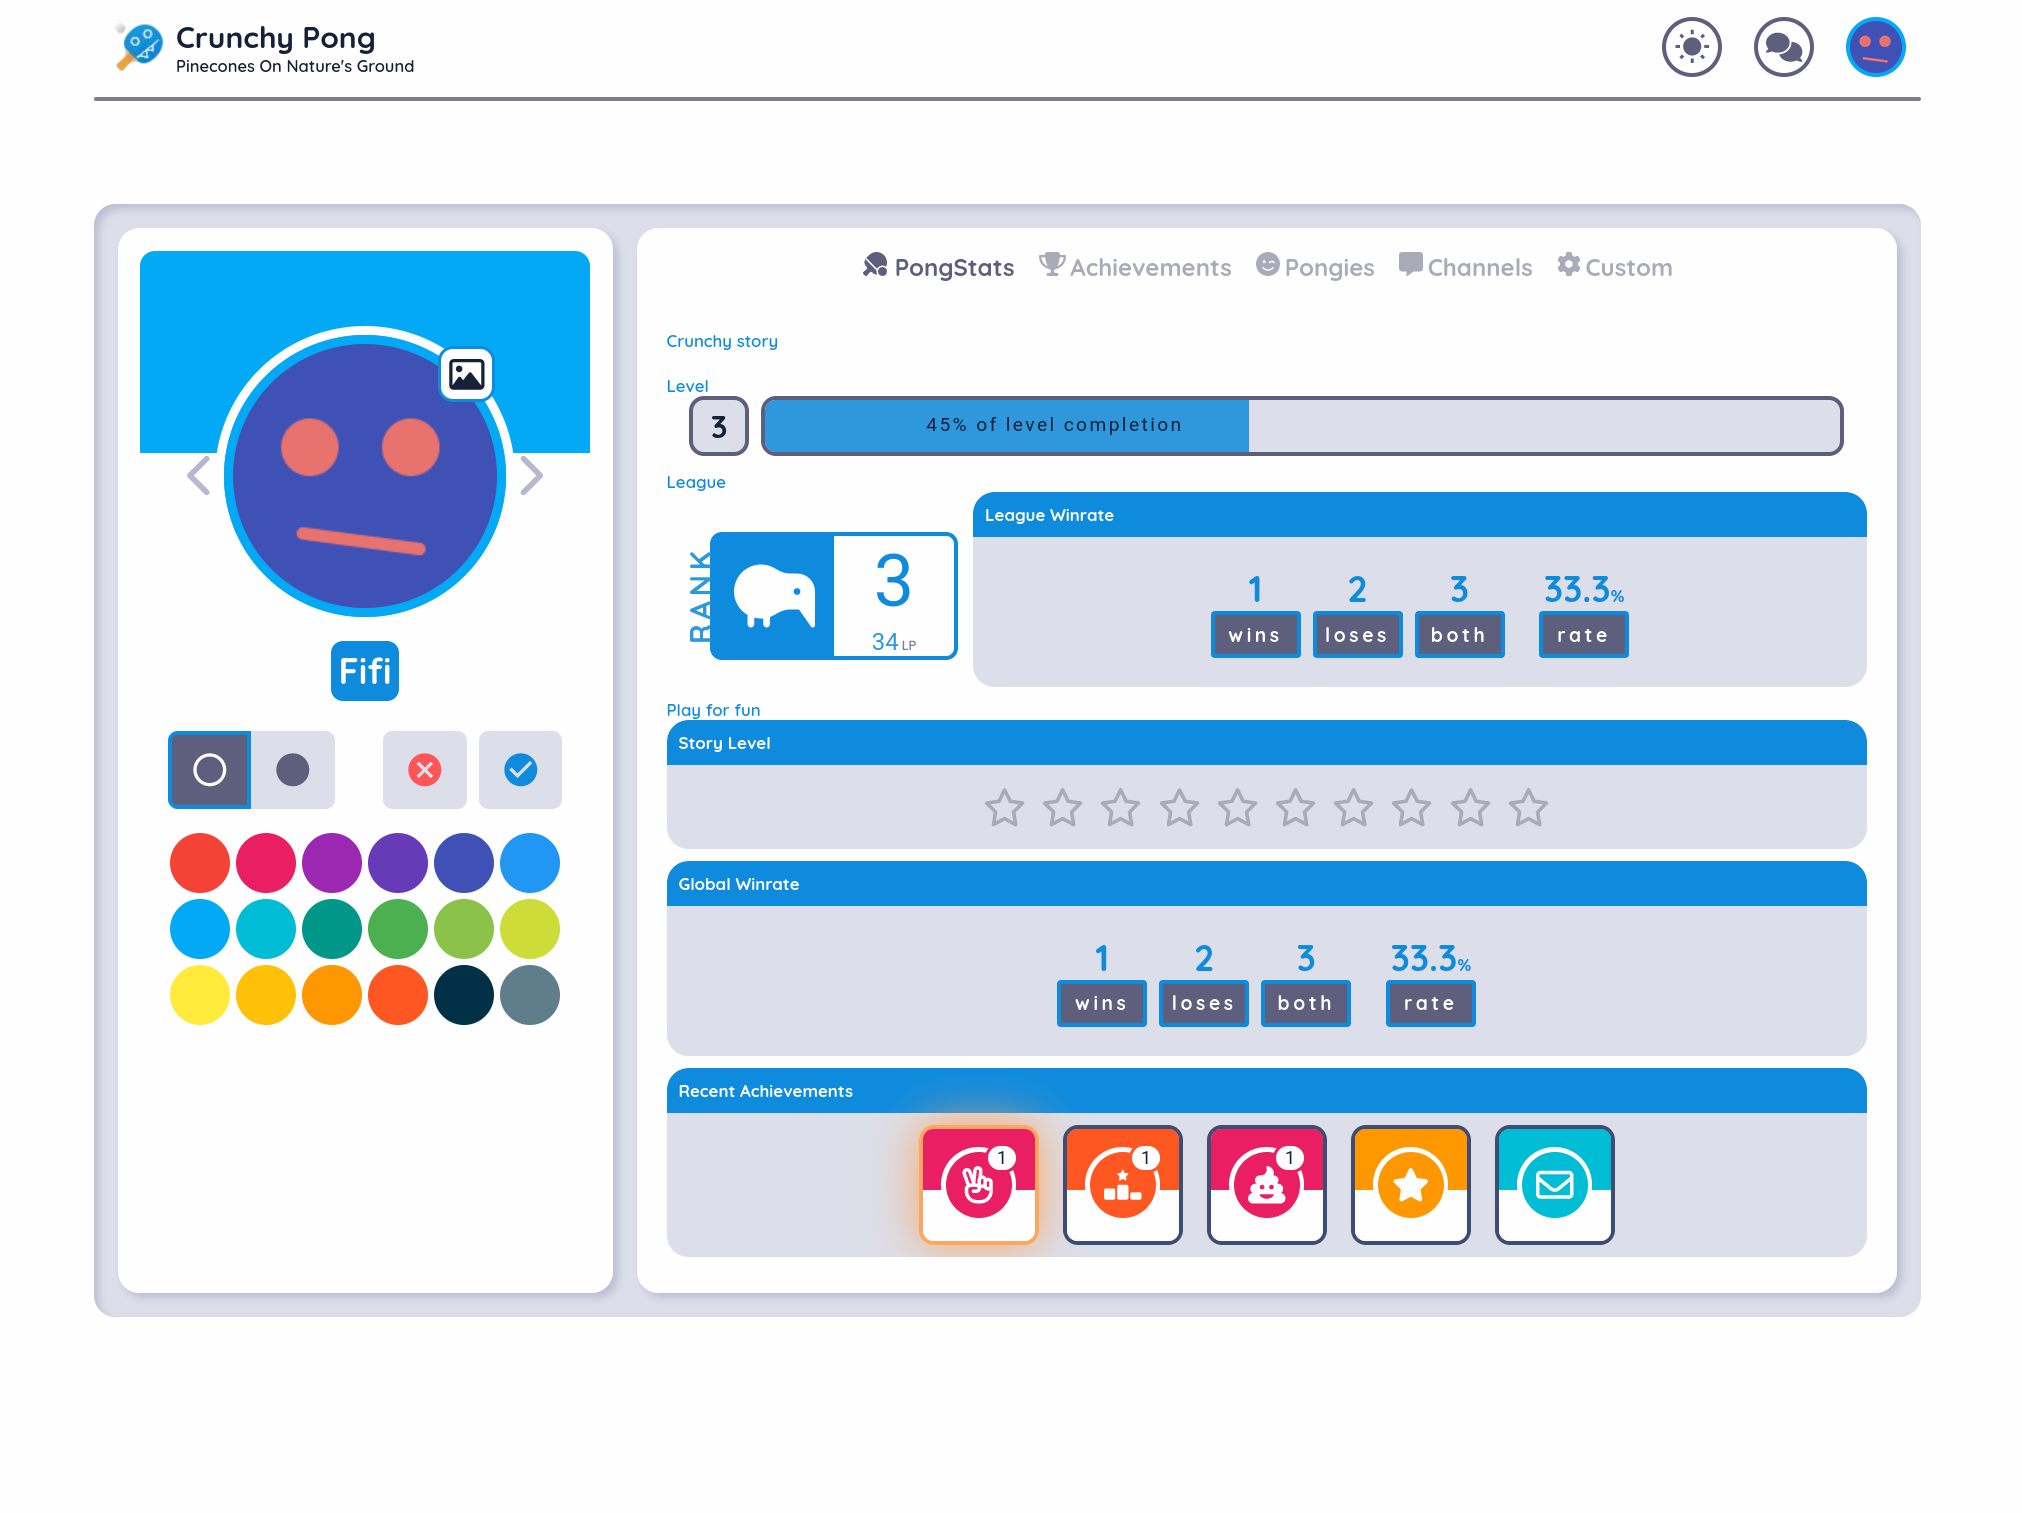 Crunchy Pong
Pinecones On Nature's Ground
Fifi
PongStats Achievements Pongies Channels Custom
Crunchy story
Level
3 45% of level completion
League
RANK
3
34 LP
League Winrate
1 2 3 33.3%
wins loses both rate
Play for fun
Story Level
Global Winrate
1 2 3 33.3%
wins loses both rate
Recent Achievements
1 1 1